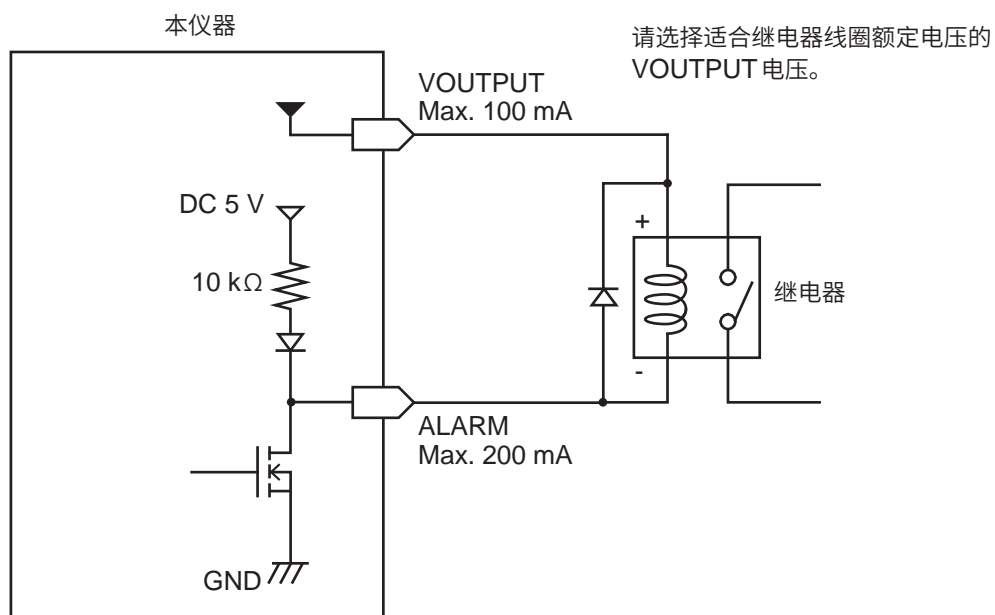 本仪器
请选择适合继电器线圈额定电压的
VOUTPUT 电压。
VOUTPUT
Max. 100 mA
DC 5 V
10 kΩ
+
继电器
-
ALARM
Max. 200 mA
GND